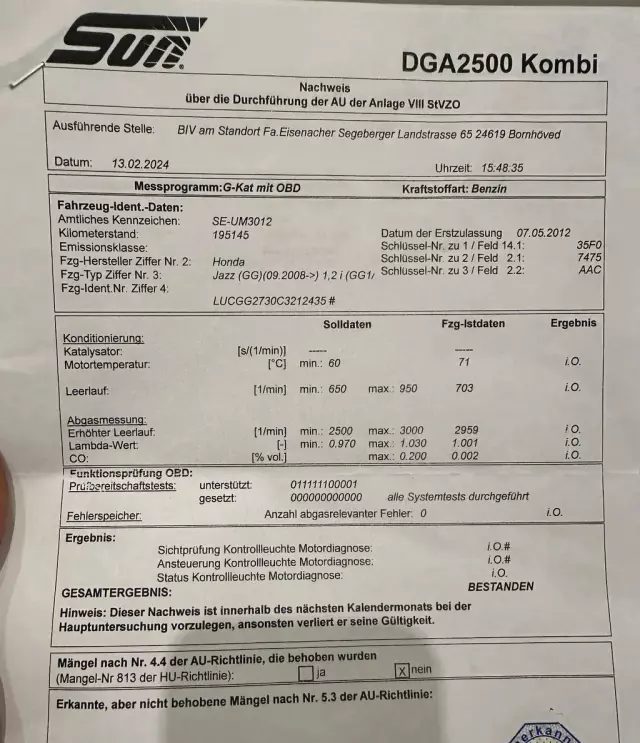 Sun
DGA2500 Kombi
Nachweis
über die Durchführung der AU der Anlage VIII StVZO
Ausführende Stelle: BIV am Standort Fa.Eisenacher Segeberger Landstrasse 65 24619 Bornhöved
Datum: 13.02.2024 Uhrzeit: 15:48:35
Messprogramm:G-Kat mit OBD Kraftstoffart: Benzin
Fahrzeug-Ident.-Daten:
Amtliches Kennzeichen: SE-UM3012
Kilometerstand: 195145 Datum der Erstzulassung 07.05.2012
Emissionsklasse: Schlüssel-Nr. zu 1 / Feld 14.1: 35F0
Fzg-Hersteller Ziffer Nr. 2: Honda Schlüssel-Nr. zu 2 / Feld 2.1: 7475
Fzg-Typ Ziffer Nr. 3: Jazz (GG)(09.2008->) 1,2 i (GG1/ Schlüssel-Nr. zu 3 / Feld 2.2: AAC
Fzg-Ident.Nr. Ziffer 4:
LUCGG2730C3212435 #
Solldaten Fzg-Istdaten Ergebnis
Konditionierung:
Katalysator: [s/(1/min)] ----- -----
Motortemperatur: [°C] min.: 60 71 i.O.
Leerlauf: [1/min] min.: 650 max.: 950 703 i.O.
Abgasmessung:
Erhöhter Leerlauf: [1/min] min.: 2500 max.: 3000 2959 i O.
Lambda-Wert: [-] min.: 0.970 max.: 1.030 1.001 i.O.
CO: [% vol.] max.: 0.200 0.002 i.O.
Funktionsprüfung OBD:
Prüfbereitschaftstests: unterstützt: 011111100001
gesetzt: 000000000000 alle Systemtests durchgeführt
Fehlerspeicher: Anzahl abgasrelevanter Fehler: 0 i.O.
Ergebnis:
Sichtprüfung Kontrollleuchte Motordiagnose: i.O.#
Ansteuerung Kontrollleuchte Motordiagnose: i.O.#
Status Kontrollleuchte Motordiagnose: i.O.
GESAMTERGEBNIS: BESTANDEN
Hinweis: Dieser Nachweis ist innerhalb des nächsten Kalendermonats bei der
Hauptuntersuchung vorzulegen, ansonsten verliert er seine Gültigkeit.
Mängel nach Nr. 4.4 der AU-Richtlinie, die behoben wurden
(Mangel-Nr 813 der HU-Richtlinie): ja X nein
Erkannte, aber nicht behobene Mängel nach Nr. 5.3 der AU-Richtlinie: